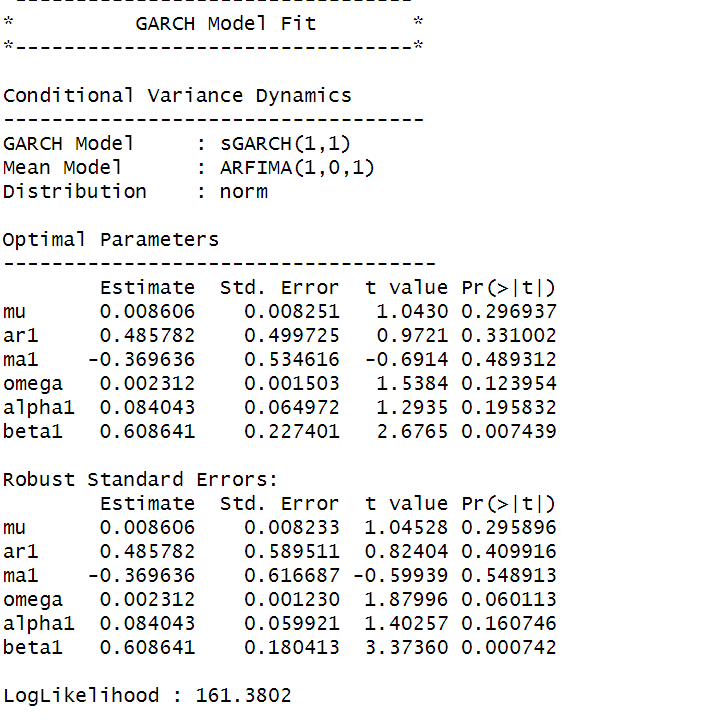 *---------------------------------*
*          GARCH Model Fit        *
*---------------------------------*

Conditional Variance Dynamics
-----------------------------------
GARCH Model     : sGARCH(1,1)
Mean Model      : ARFIMA(1,0,1)
Distribution    : norm

Optimal Parameters
------------------------------------
        Estimate  Std. Error  t value Pr(>|t|)
mu      0.008606    0.008251   1.0430 0.296937
ar1     0.485782    0.499725   0.9721 0.331002
ma1    -0.369636    0.534616  -0.6914 0.489312
omega   0.002312    0.001503   1.5384 0.123954
alpha1  0.084043    0.064972   1.2935 0.195832
beta1   0.608641    0.227401   2.6765 0.007439

Robust Standard Errors:
        Estimate  Std. Error  t value Pr(>|t|)
mu      0.008606    0.008233  1.04528 0.295896
ar1     0.485782    0.589511  0.82404 0.409916
ma1    -0.369636    0.616687 -0.59939 0.548913
omega   0.002312    0.001230  1.87996 0.060113
alpha1  0.084043    0.059921  1.40257 0.160746
beta1   0.608641    0.180413  3.37360 0.000742

LogLikelihood : 161.3802